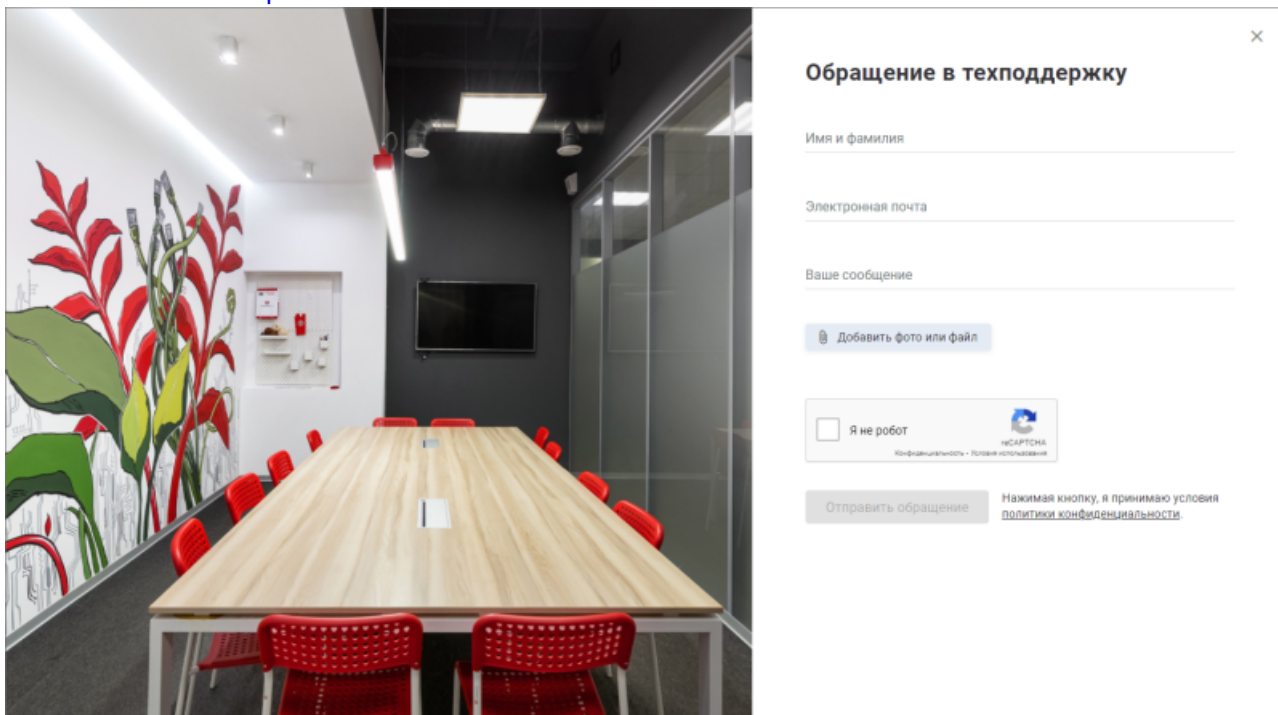 Обращение в техподдержку
Имя и фамилия
Электронная почта
Ваше сообщение
Добавить фото или файл
Я не робот
reCAPTCHA
Конфиденциальность - Условия использования
Отправить обращение
Нажимая кнопку, я принимаю условия
политики конфиденциальности.